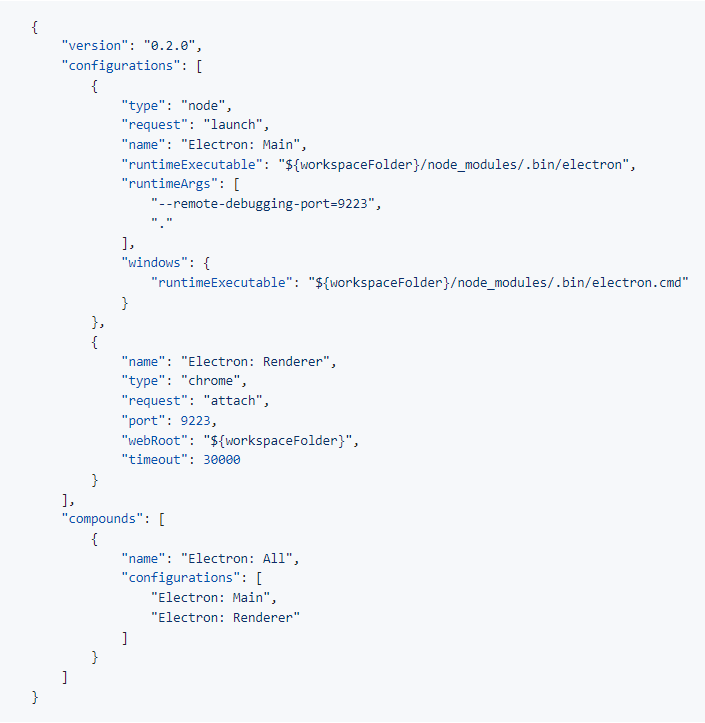 {
    "version": "0.2.0",
    "configurations": [
        {
            "type": "node",
            "request": "launch",
            "name": "Electron: Main",
            "runtimeExecutable": "${workspaceFolder}/node_modules/.bin/electron",
            "runtimeArgs": [
                "--remote-debugging-port=9223",
                "."
            ],
            "windows": {
                "runtimeExecutable": "${workspaceFolder}/node_modules/.bin/electron.cmd"
            }
        },
        {
            "name": "Electron: Renderer",
            "type": "chrome",
            "request": "attach",
            "port": 9223,
            "webRoot": "${workspaceFolder}",
            "timeout": 30000
        }
    ],
    "compounds": [
        {
            "name": "Electron: All",
            "configurations": [
                "Electron: Main",
                "Electron: Renderer"
            ]
        }
    ]
}